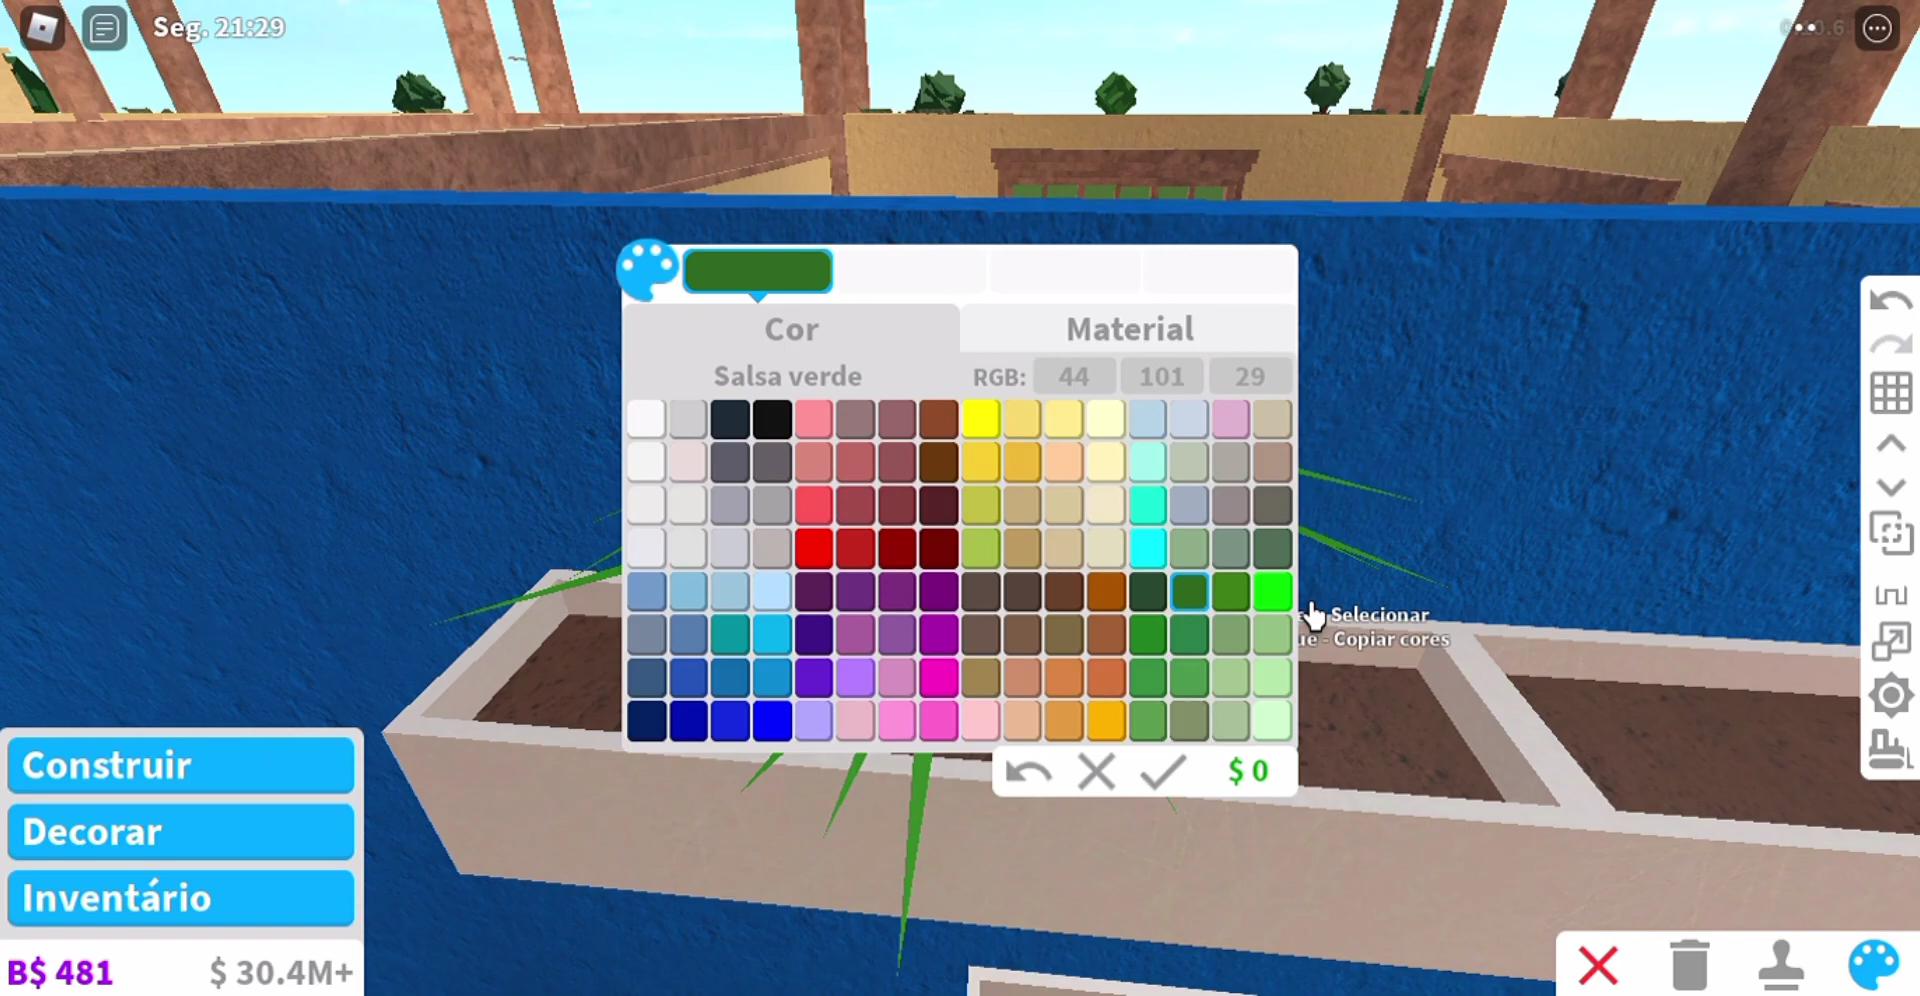 Seg. 21:29
Cor
Material
Salsa verde
RGB: 44 101 29
Selecionar
ue - Copiar cores
$ 0
Construir
Decorar
Inventário
B$ 481
$ 30.4M+